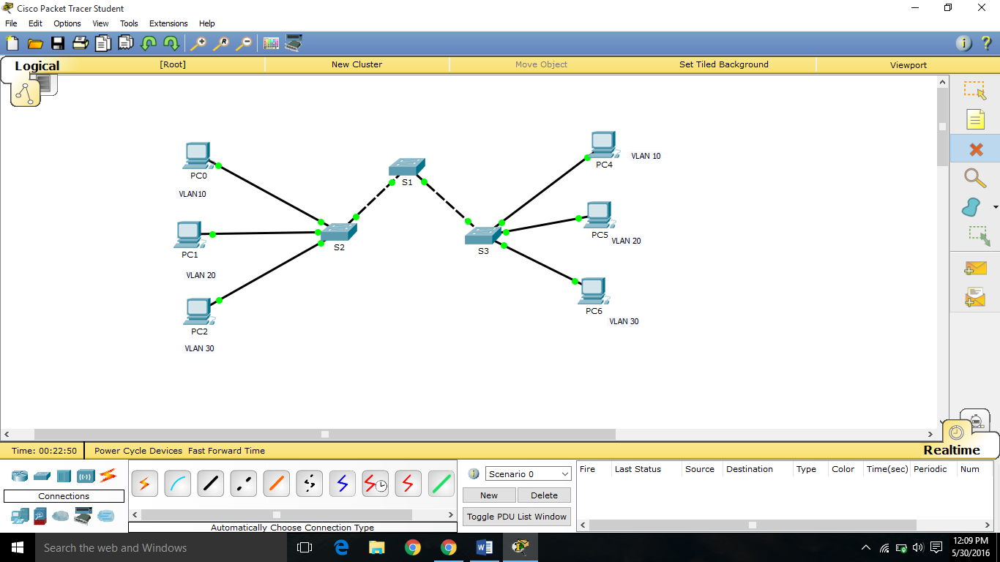 Cisco Packet Tracer Student
File Edit Options View Tools Extensions Help
Logical [Root] New Cluster Move Object Set Tiled Background Viewport
PC0
VLAN10
PC1
VLAN 20
PC2
VLAN 30
S2
S1
S3
PC4
VLAN 10
PC5
VLAN 20
PC6
VLAN 30
Time: 00:22:50 Power Cycle Devices Fast Forward Time Realtime
Connections
Automatically Choose Connection Type
Scenario 0
New Delete
Toggle PDU List Window
Fire Last Status Source Destination Type Color Time(sec) Periodic Num
Search the web and Windows
12:09 PM
5/30/2016